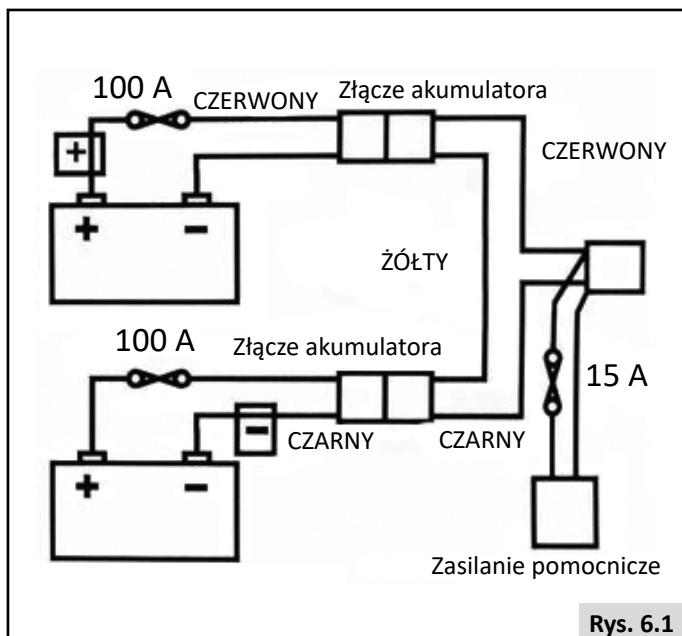 100 A
CZERWONY
Złącze akumulatora
CZERWONY
+
+ -
ŻÓŁTY
100 A
Złącze akumulatora
15 A
-
CZARNY
CZARNY
+ -
Zasilanie pomocnicze
Rys. 6.1